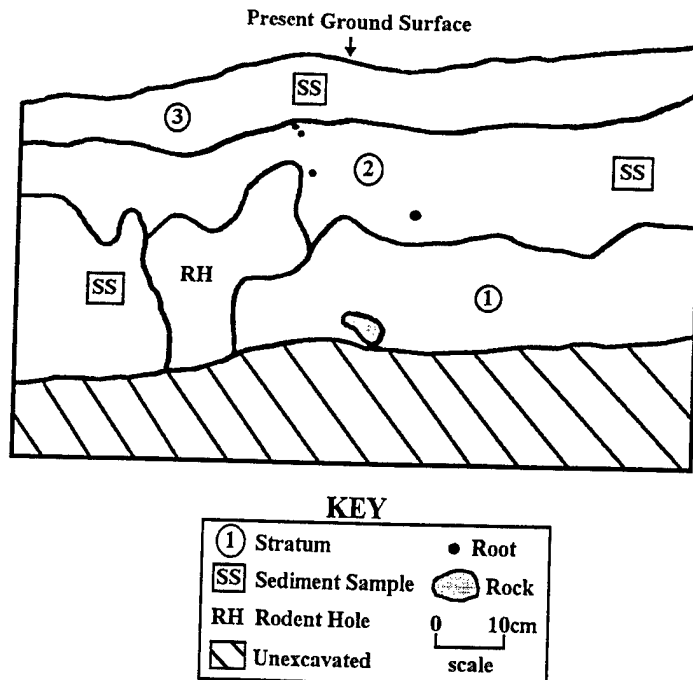 Present Ground Surface
SS
3
2
SS
SS
RH
1
KEY
1 Stratum
Root
SS Sediment Sample
Rock
RH Rodent Hole
0 10cm
Unexcavated
scale